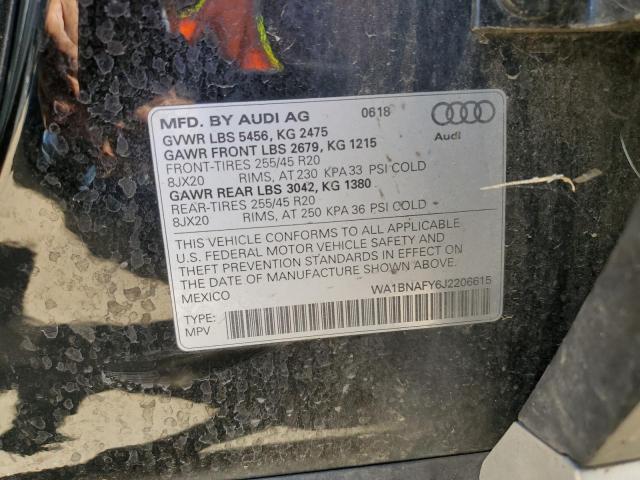 MFD. BY AUDI AG 0618
GVWR LBS 5456, KG 2475
GAWR FRONT LBS 2679, KG 1215
FRONT-TIRES 255/45 R20
8JX20 RIMS, AT 230 KPA 33 PSI COLD
GAWR REAR LBS 3042, KG 1380
REAR-TIRES 255/45 R20
8JX20 RIMS, AT 250 KPA 36 PSI COLD
Audi
THIS VEHICLE CONFORMS TO ALL APPLICABLE
U.S. FEDERAL MOTOR VEHICLE SAFETY AND
THEFT PREVENTION STANDARDS IN EFFECT ON
THE DATE OF MANUFACTURE SHOWN ABOVE.
MEXICO
WA1BNAFY6J2206615
TYPE:
MPV